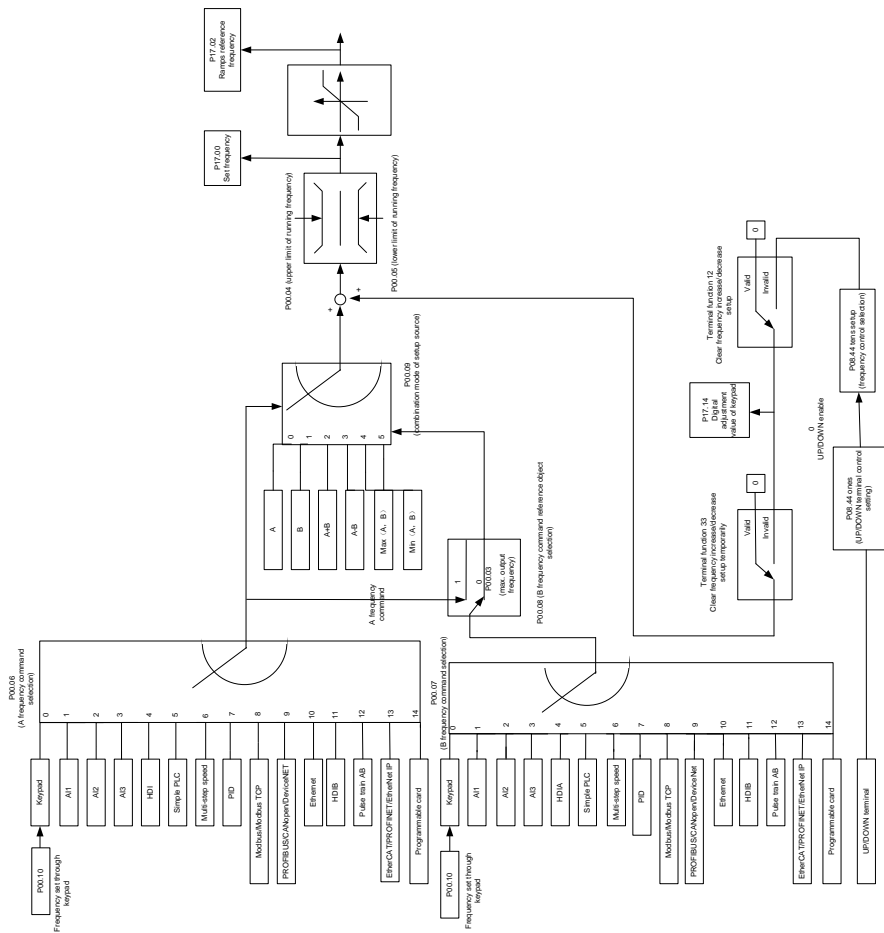 P17.02
Ramps reference
frequency
P17.00
Set frequency
P00.04 (upper limit of running frequency)
P00.05 (lower limit of running frequency)
+
+
P00.09
(combination mode of setup source)
0
1
2
3
4
5
A
B
A+B
A-B
Max（A，B）
Min（A，B）
A frequency
command
1
0
P00.03
(max. output
frequency)
P00.08 (B frequency command reference object
selection)
P00.06
(A frequency command
selection)
0
1
2
3
4
5
6
7
8
9
10
11
12
13
14
Keypad
AI1
AI2
AI3
HDI
Simple PLC
Multi-step speed
PID
Modbus/Modbus TCP
PROFIBUS/CANopen/DeviceNET
Ethernet
HDIB
Pulse train AB
EtherCAT/PROFINET/EtherNet IP
Programmable card
P00.10
Frequency set through
keypad
P00.07
(B frequency command selection)
0
1
2
3
4
5
6
7
8
9
10
11
12
13
14
Keypad
AI1
AI2
AI3
HDIA
Simple PLC
Multi-step speed
PID
Modbus/Modbus TCP
PROFIBUS/CANopen/DeviceNet
Ethernet
HDIB
Pulse train AB
EtherCAT/PROFINET/EtherNet IP
Programmable card
P00.10
Frequency set through
keypad
Terminal function 12
Clear frequency increase/decrease
setup
Valid
Invalid
0
P17.14
Digital
adjustment
value of keypad
Terminal function 33
Clear frequency increase/decrease
setup temporarily
Valid
Invalid
0
P08.44 tens setup
(frequency control selection)
0
UP/DOWN enable
P08.44 ones
(UP/DOWN terminal control
setting)
UP/DOWN terminal